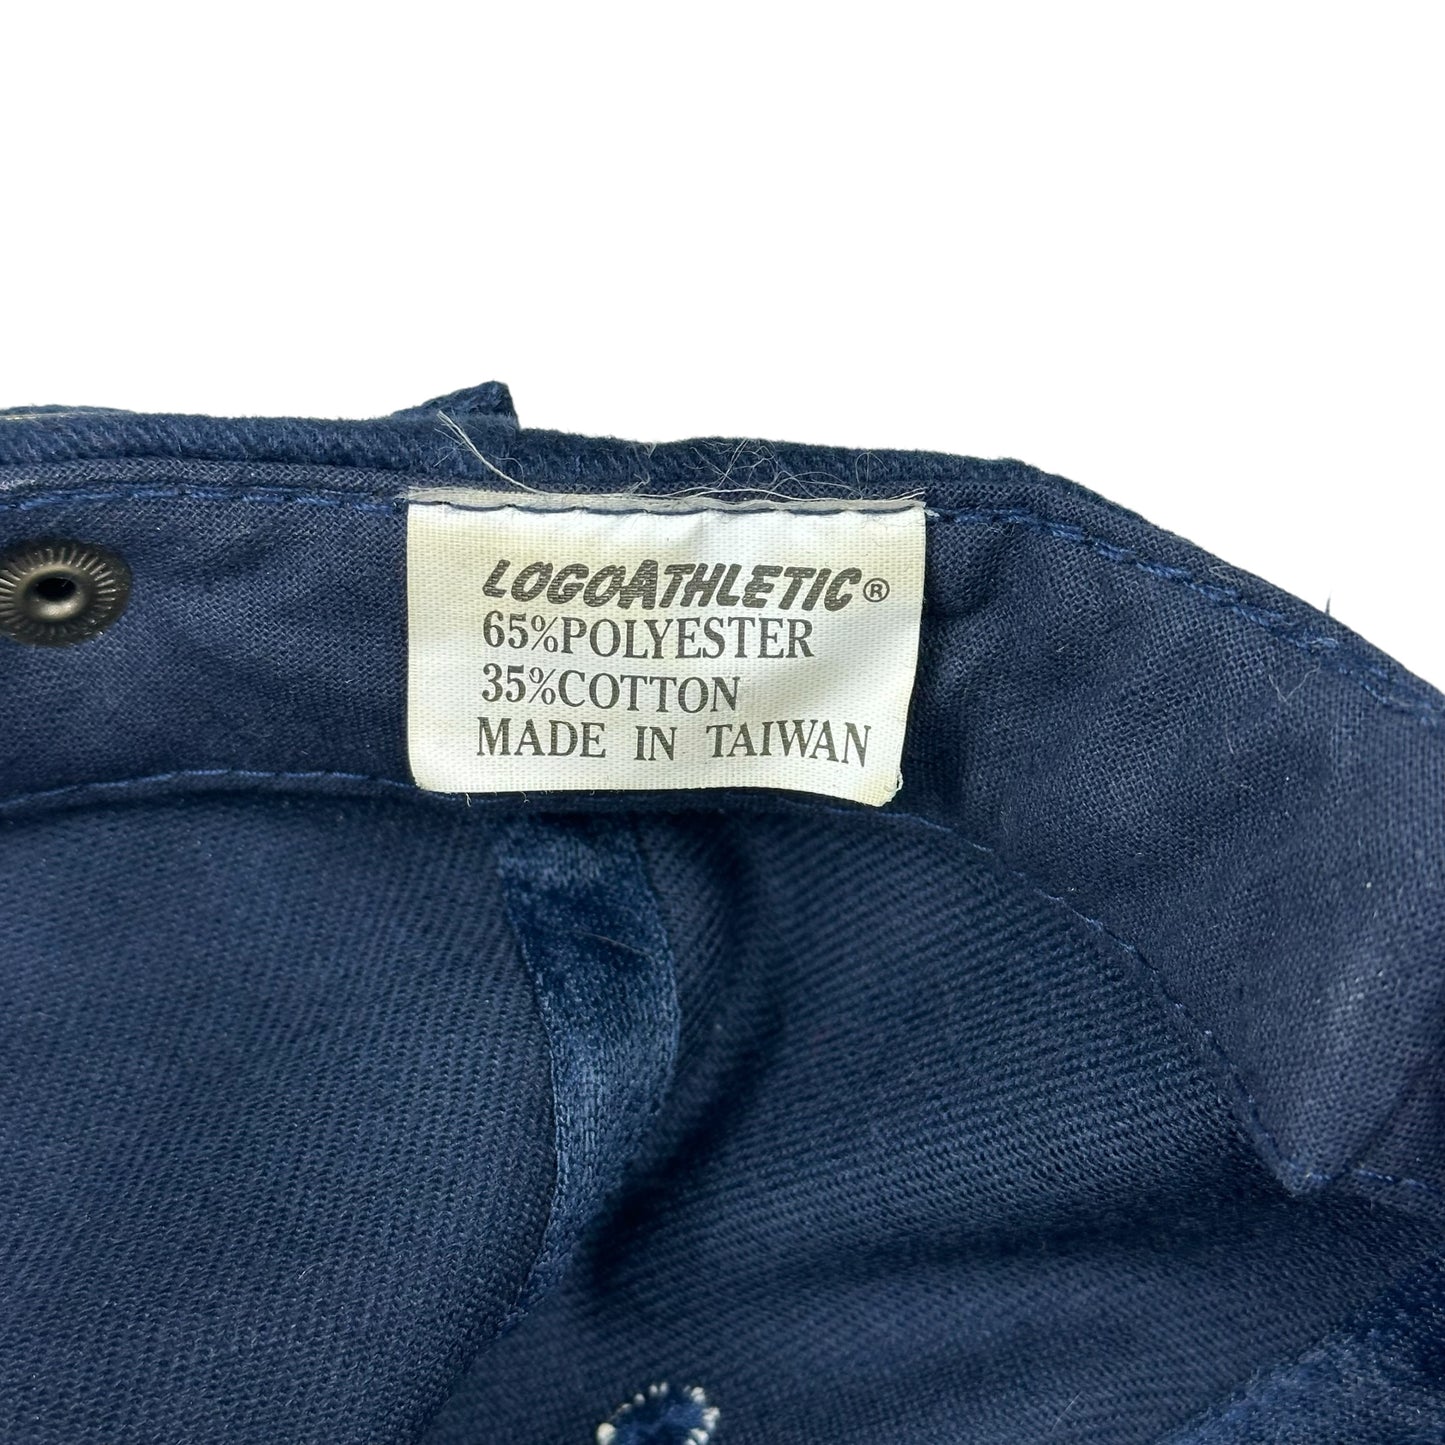 LOGOATHLETIC®
65%POLYESTER
35%COTTON
MADE IN TAIWAN